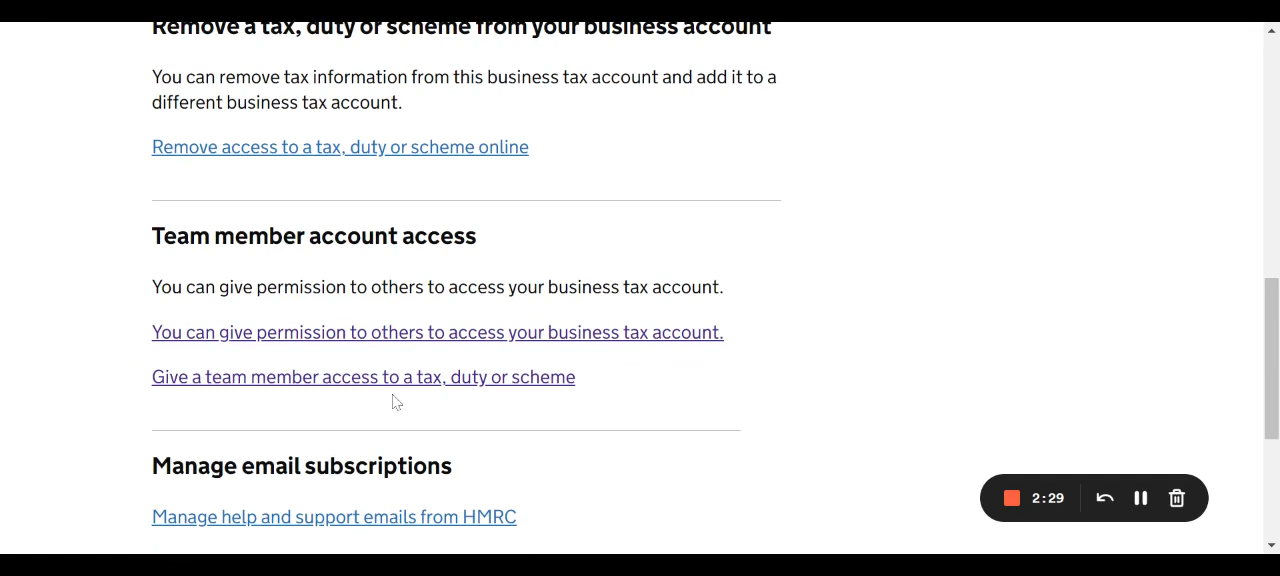 Remove a tax, duty or scheme from your business account
You can remove tax information from this business tax account and add it to a
different business tax account.
Remove access to a tax, duty or scheme online
Team member account access
You can give permission to others to access your business tax account.
You can give permission to others to access your business tax account.
Give a team member access to a tax, duty or scheme
Manage email subscriptions
2:29
Manage help and support emails from HMRC